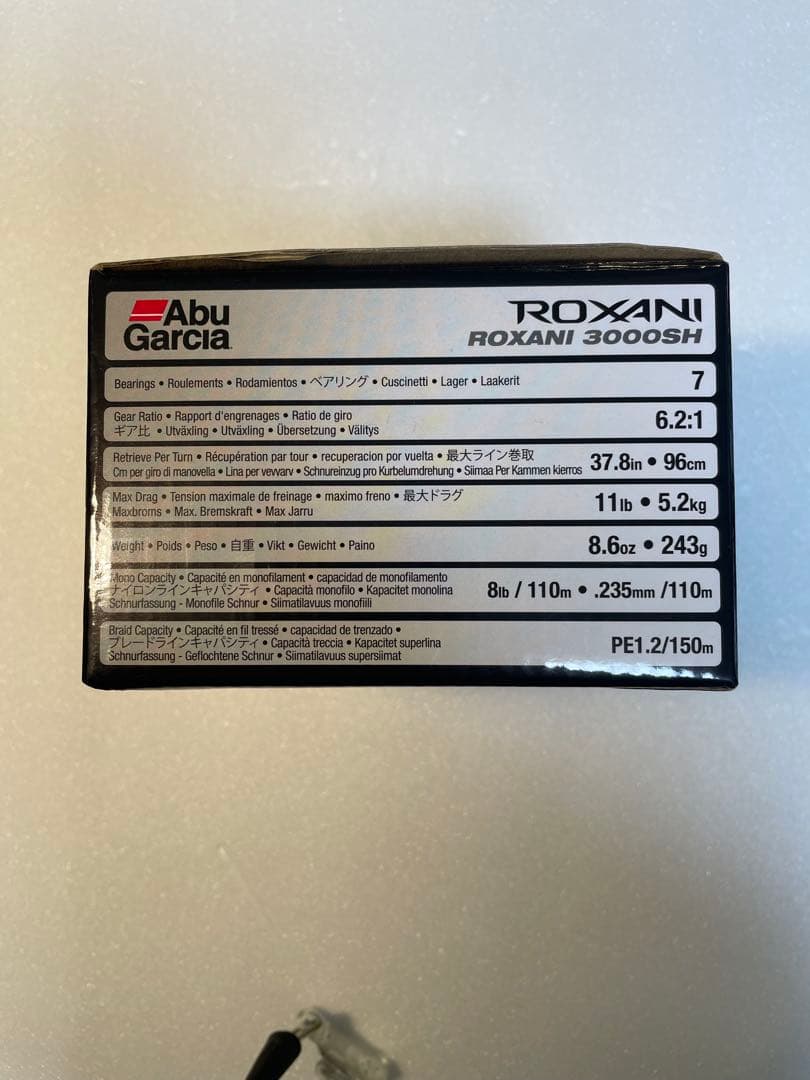 Abu
Garcia
ROXANI
ROXANI 3000SH
Bearings • Roulements • Rodamientos • ベアリング • Cuscinetti • Lager • Laakerit
7
Gear Ratio • Rapport d'engrenages • Ratio de giro
ギア比 • Utväxling • Utväxling • Übersetzung • Välitys
6.2:1
Retrieve Per Turn • Récupération par tour • recuperacion por vuelta • 最大ライン巻取
Cm per giro di manovella • Lina per vevvarv • Schnureinzug pro Kurbelumdrehung • Siimaa Per Kammen kierros
37.8in • 96cm
Max Drag • Tension maximale de freinage • maximo freno • 最大ドラグ
Maxbroms • Max. Bremskraft • Max Jarru
11lb • 5.2kg
Weight • Poids • Peso • 自重 • Vikt • Gewicht • Paino
8.6oz • 243g
Mono Capacity • Capacité en monofilament • capacidad de monofilamento
ナイロンラインキャパシティ • Capacità monofilo • Kapacitet monolina
Schnurfassung - Monofile Schnur • Siimatilavuus monofiili
8lb / 110m • .235mm /110m
Braid Capacity • Capacité en fil tressé • capacidad de trenzado •
ブレードラインキャパシティ • Capacità treccia • Kapacitet superlina
Schnurfassung - Geflochtene Schnur • Siimatilavuus supersiimat
PE1.2/150m